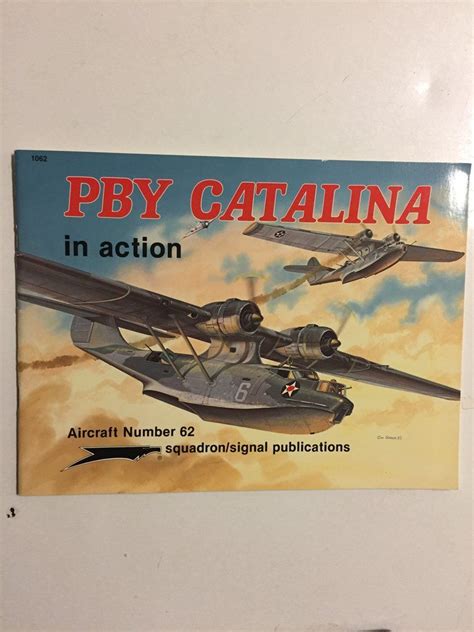 1062
PBY CATALINA
in action
6
Aircraft Number 62
squadron/signal publications